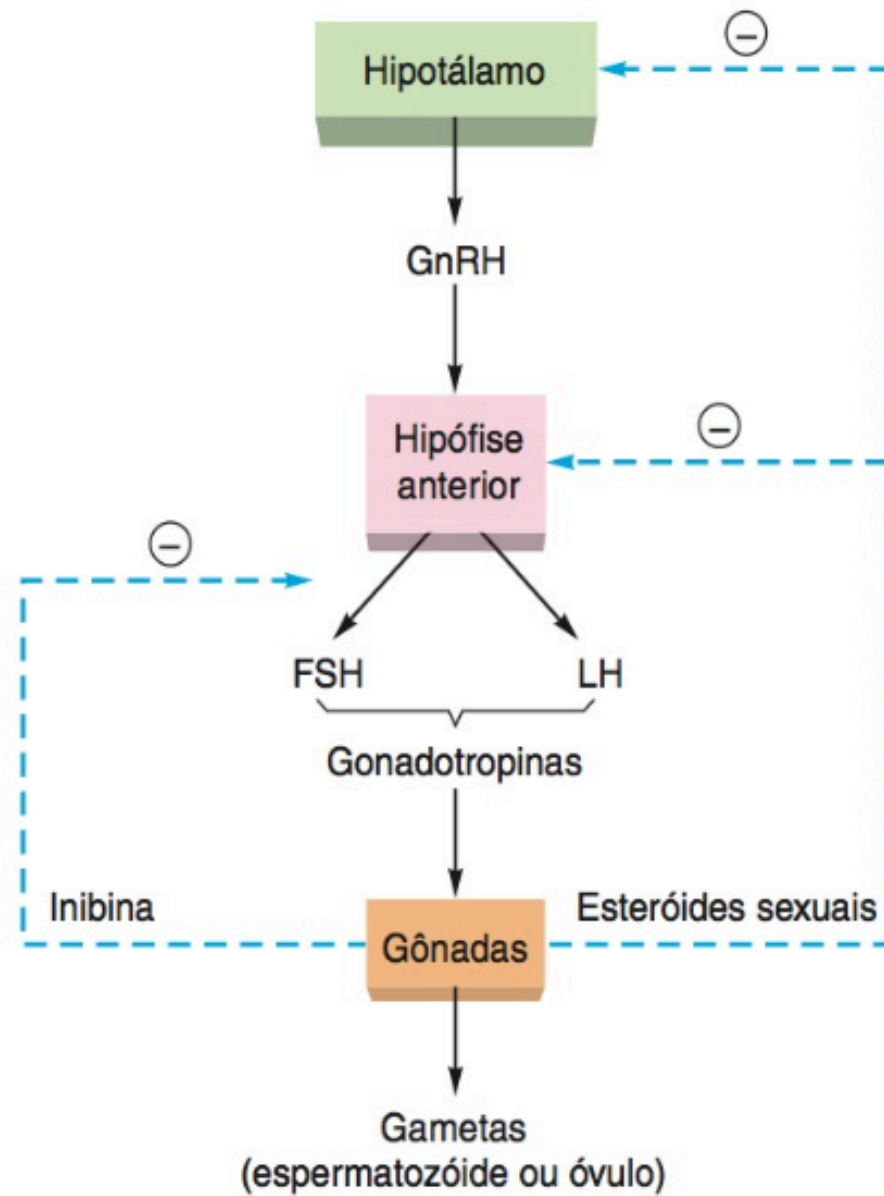 −
Hipotálamo
GnRH
−
Hipófise
anterior
−
FSH
LH
Gonadotropinas
Inibina
Esteróides sexuais
Gônadas
Gametas
(espermatozóide ou óvulo)